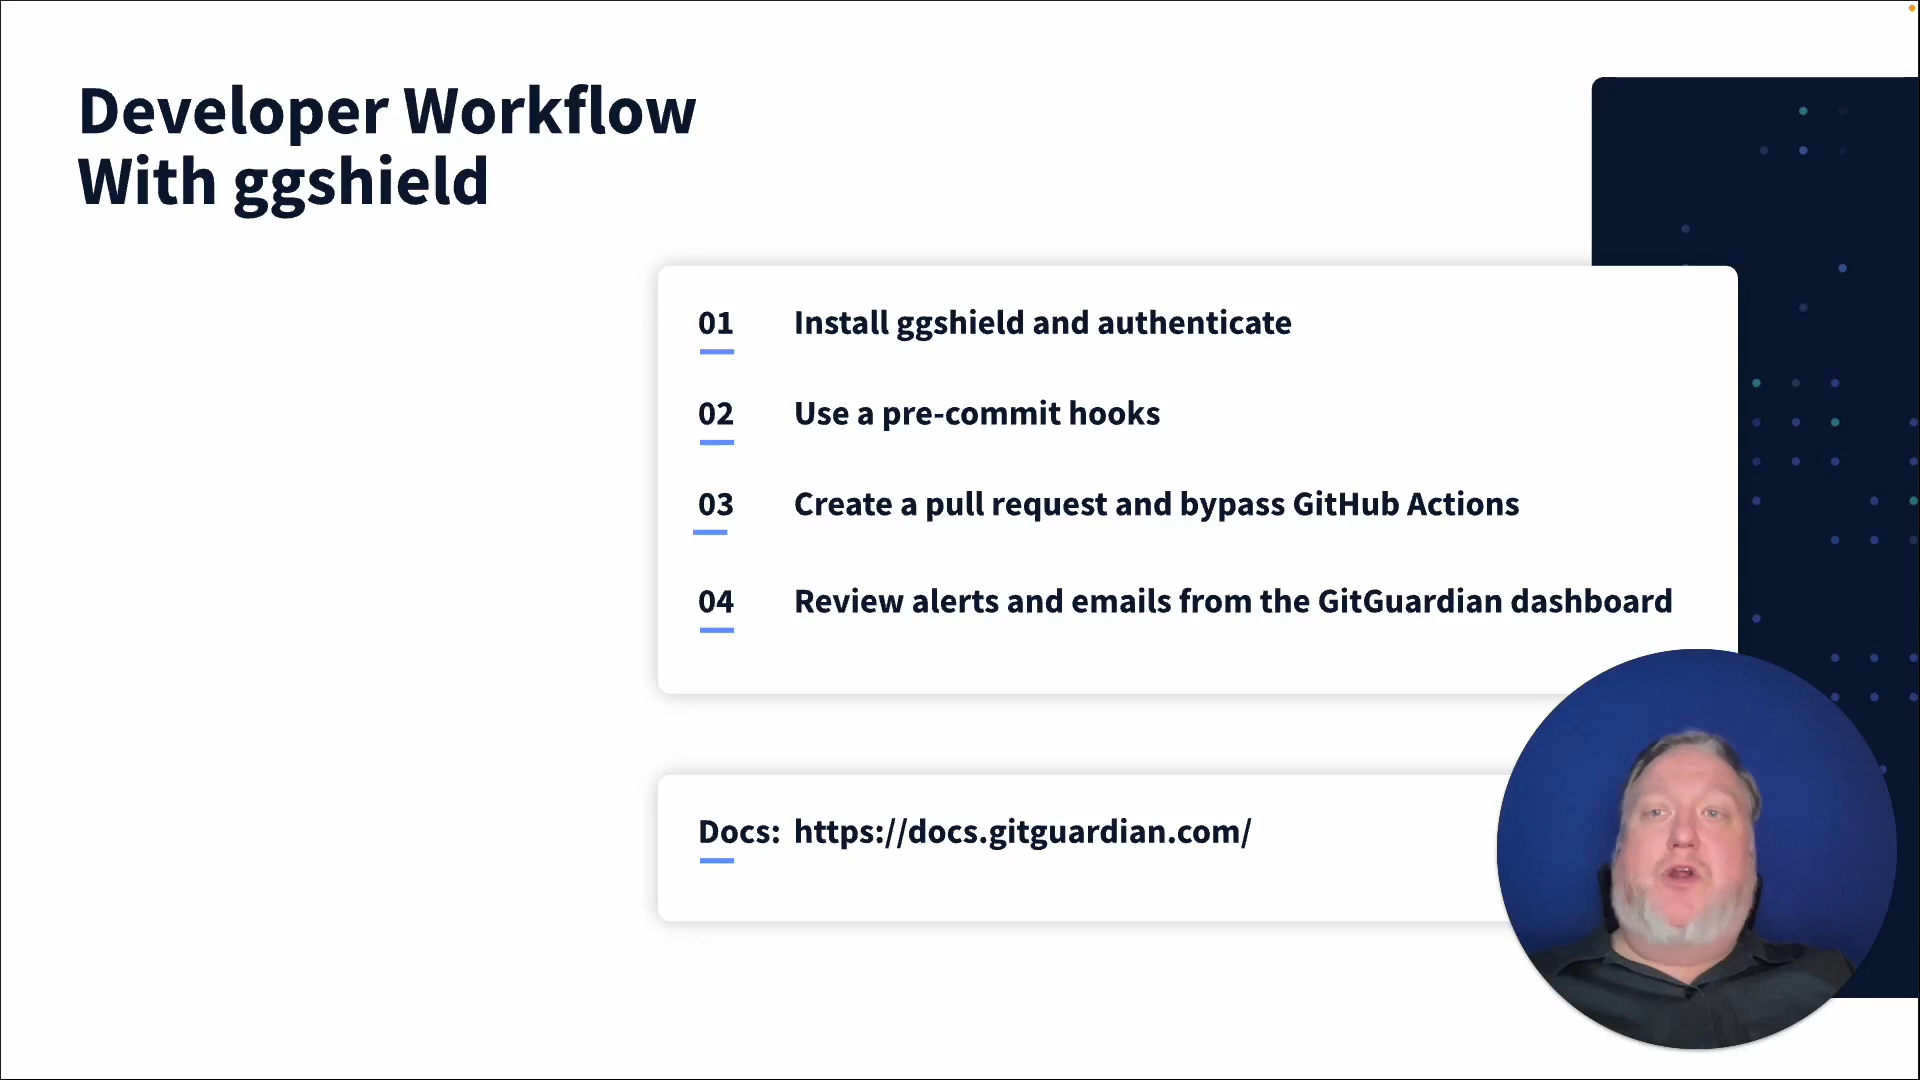 Developer Workflow
With ggshield
01 Install ggshield and authenticate
02 Use a pre-commit hooks
03 Create a pull request and bypass GitHub Actions
04 Review alerts and emails from the GitGuardian dashboard
Docs: https://docs.gitguardian.com/